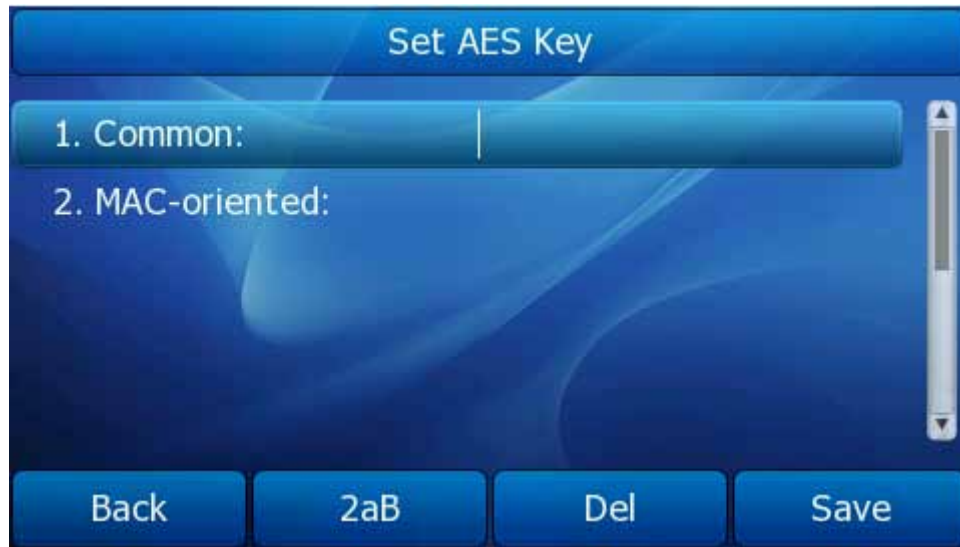 Set AES Key
1. Common:
2. MAC-oriented:
Back 2aB Del Save